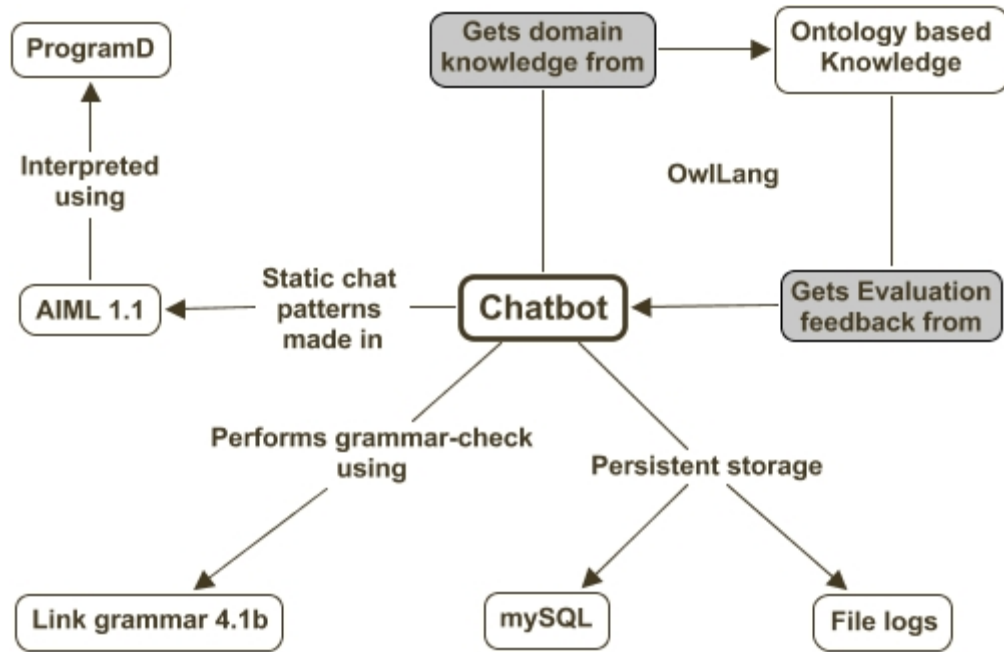 ProgramD
Gets domain
knowledge from
Ontology based
Knowledge
Interpreted
using
OwlLang
AIML 1.1
Static chat
patterns
made in
Chatbot
Gets Evaluation
feedback from
Performs grammar-check
using
Persistent storage
Link grammar 4.1b
mySQL
File logs